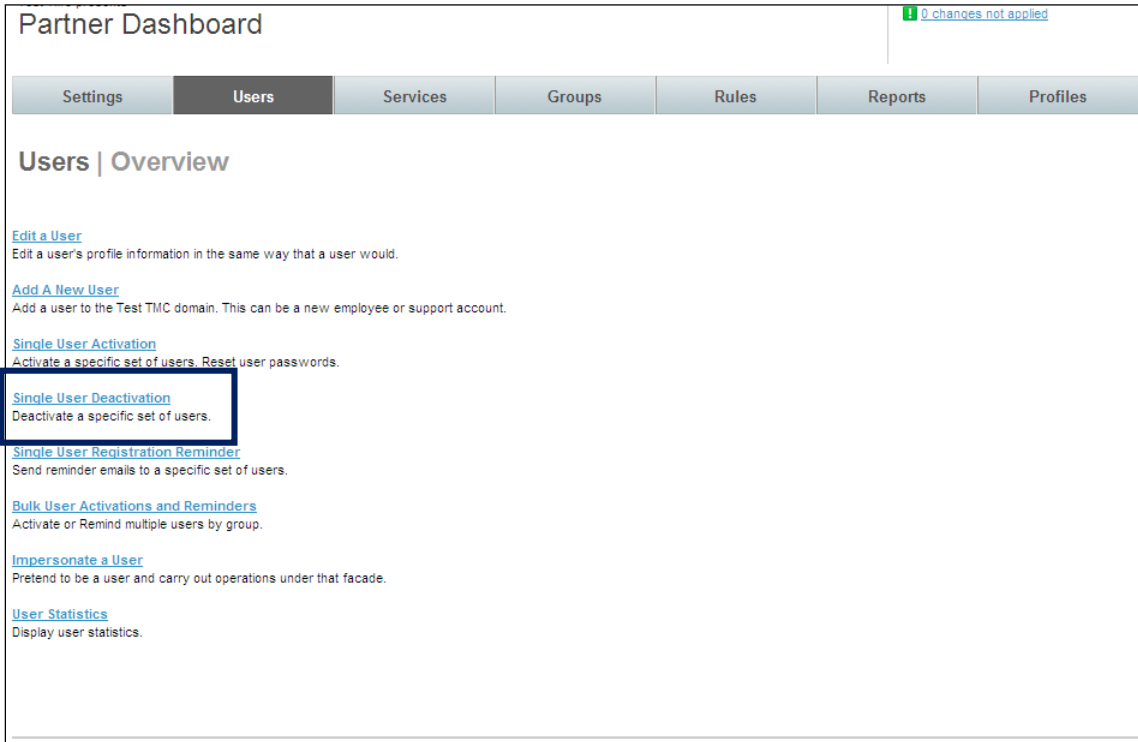 Partner Dashboard
0 changes not applied
Settings Users Services Groups Rules Reports Profiles
Users | Overview
Edit a User
Edit a user's profile information in the same way that a user would.
Add A New User
Add a user to the Test TMC domain. This can be a new employee or support account.
Single User Activation
Activate a specific set of users. Reset user passwords.
Single User Deactivation
Deactivate a specific set of users.
Single User Registration Reminder
Send reminder emails to a specific set of users.
Bulk User Activations and Reminders
Activate or Remind multiple users by group.
Impersonate a User
Pretend to be a user and carry out operations under that facade.
User Statistics
Display user statistics.